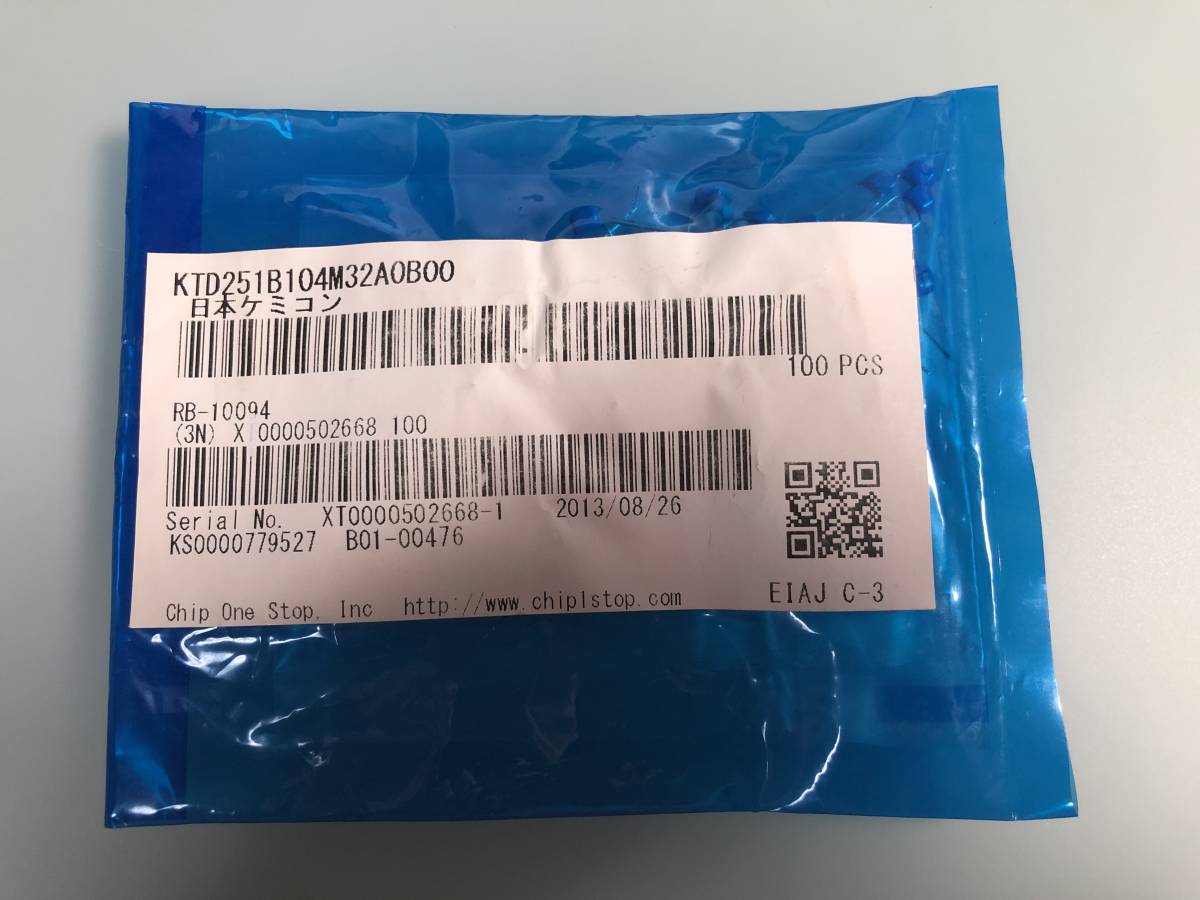 KTD251B104M32A0B00
日本ケミコン
100 PCS
RB-10094
(3N) XT0000502668 100
Serial No. XT0000502668-1 2013/08/26
KS0000779527 B01-00476
Chip One Stop, Inc http://www.chip1stop.com
EIAJ C-3